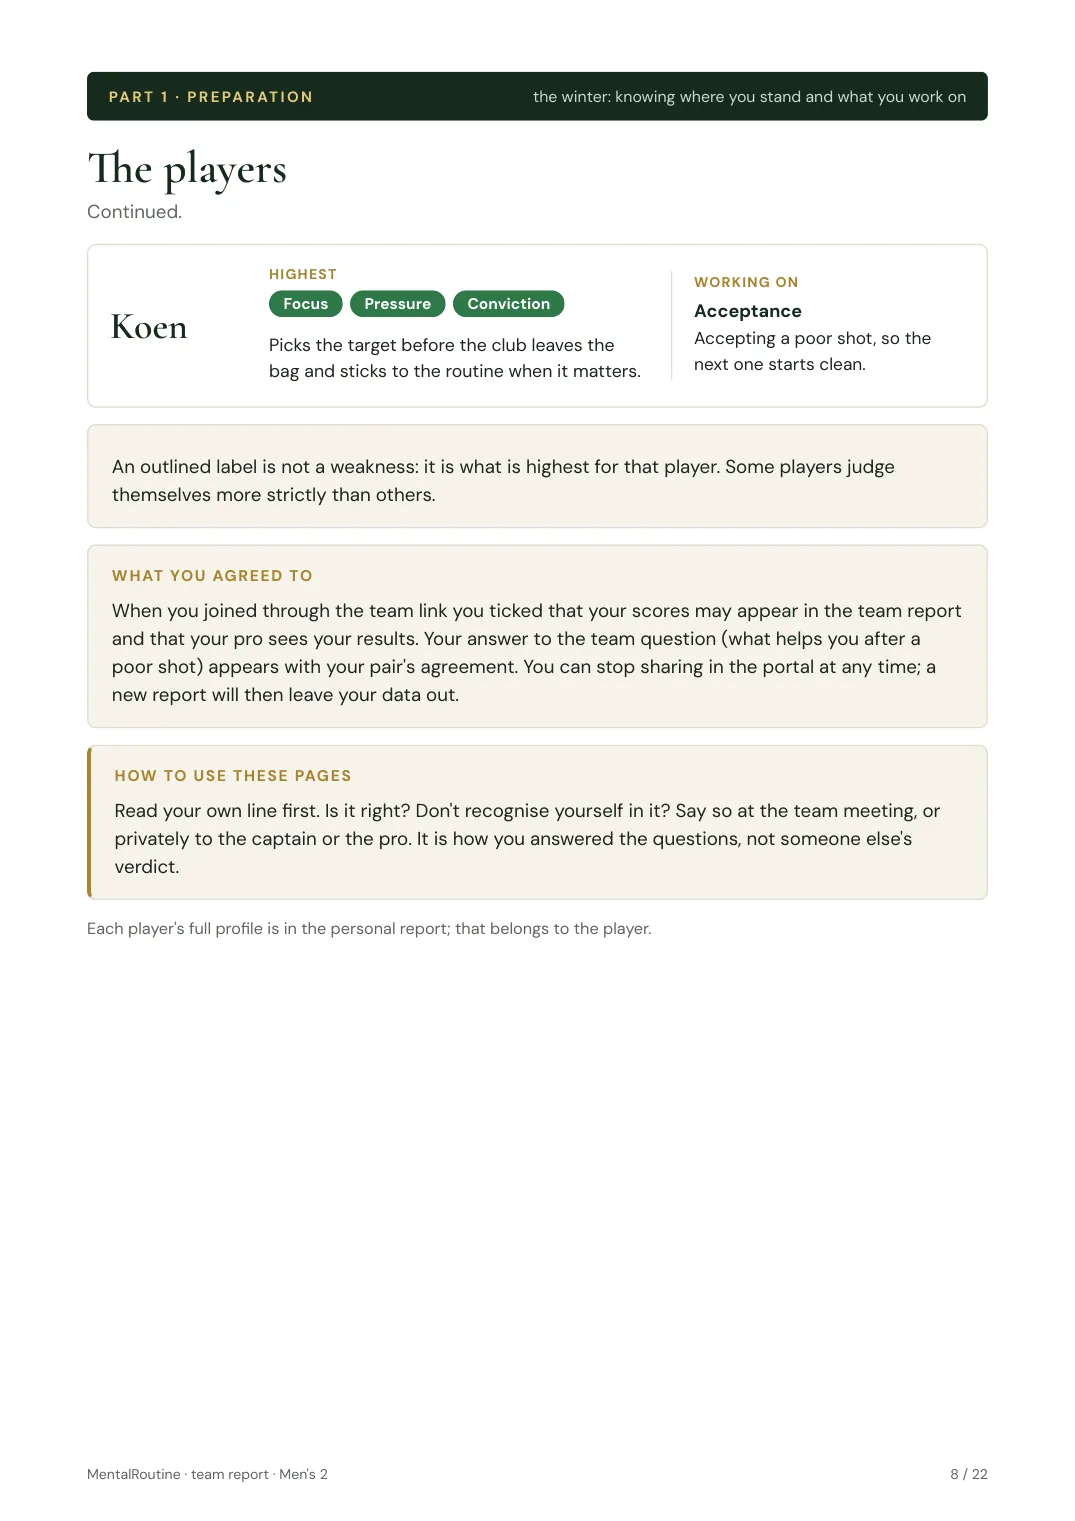 PART 1 · PREPARATION
the winter: knowing where you stand and what you work on
The players
Continued.
Koen
HIGHEST
Focus Pressure Conviction
Picks the target before the club leaves the
bag and sticks to the routine when it matters.
WORKING ON
Acceptance
Accepting a poor shot, so the
next one starts clean.
An outlined label is not a weakness: it is what is highest for that player. Some players judge
themselves more strictly than others.
WHAT YOU AGREED TO
When you joined through the team link you ticked that your scores may appear in the team report
and that your pro sees your results. Your answer to the team question (what helps you after a
poor shot) appears with your pair's agreement. You can stop sharing in the portal at any time; a
new report will then leave your data out.
HOW TO USE THESE PAGES
Read your own line first. Is it right? Don't recognise yourself in it? Say so at the team meeting, or
privately to the captain or the pro. It is how you answered the questions, not someone else's
verdict.
Each player's full profile is in the personal report; that belongs to the player.
MentalRoutine · team report · Men's 2
8 / 22